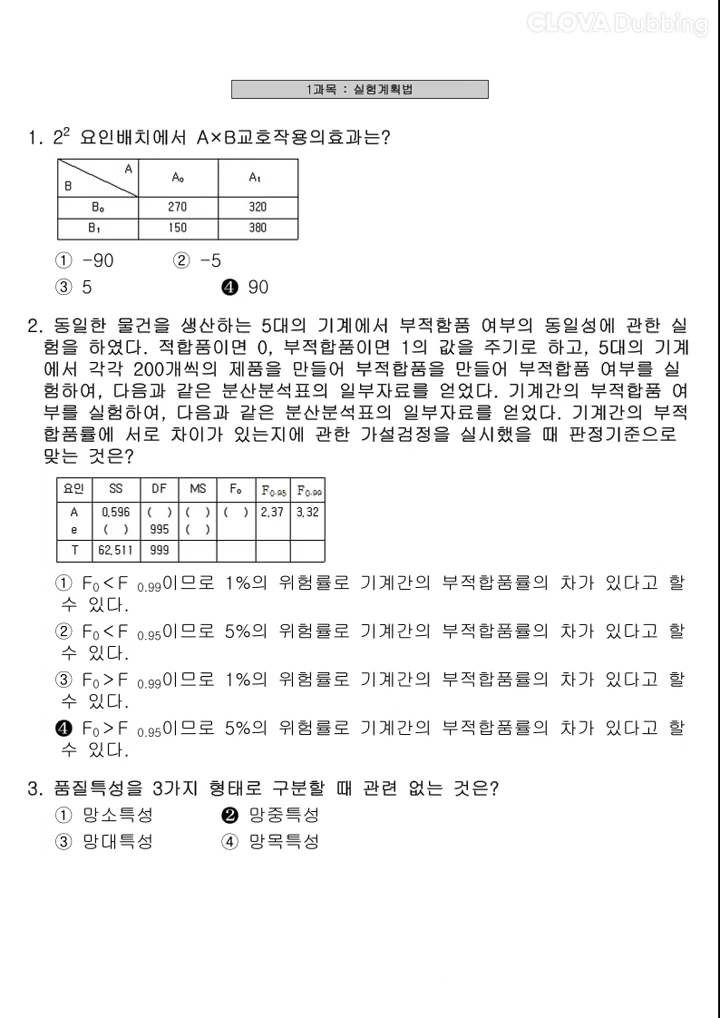 CLOVA Dubbing
1과목 : 실험계획법
1. 2² 요인배치에서 A×B교호작용의효과는?
A
B
A₀ A₁
B₀ 270 320
B₁ 150 380
① -90 ② -5
③ 5 ❹ 90
2. 동일한 물건을 생산하는 5대의 기계에서 부적함품 여부의 동일성에 관한 실
험을 하였다. 적합품이면 0, 부적합품이면 1의 값을 주기로 하고, 5대의 기계
에서 각각 200개씩의 제품을 만들어 부적합품을 만들어 부적합품 여부를 실
험하여, 다음과 같은 분산분석표의 일부자료를 얻었다. 기계간의 부적합품 여
부를 실험하여, 다음과 같은 분산분석표의 일부자료를 얻었다. 기계간의 부적
합품률에 서로 차이가 있는지에 관한 가설검정을 실시했을 때 판정기준으로
맞는 것은?
요인 SS DF MS F₀ F0.95 F0.99
A 0.596 ( ) ( ) ( ) 2.37 3.32
e ( ) 995 ( )
T 62.511 999
① F₀<F 0.99이므로 1%의 위험률로 기계간의 부적합품률의 차가 있다고 할
수 있다.
② F₀<F 0.95이므로 5%의 위험률로 기계간의 부적합품률의 차가 있다고 할
수 있다.
③ F₀>F 0.99이므로 1%의 위험률로 기계간의 부적합품률의 차가 있다고 할
수 있다.
❹ F₀>F 0.95이므로 5%의 위험률로 기계간의 부적합품률의 차가 있다고 할
수 있다.
3. 품질특성을 3가지 형태로 구분할 때 관련 없는 것은?
① 망소특성 ❷ 망중특성
③ 망대특성 ④ 망목특성